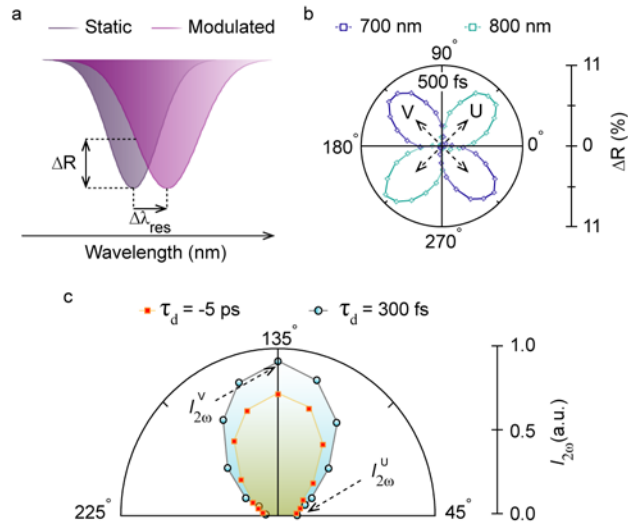 a
Static
Modulated
ΔR
Δλres
Wavelength (nm)
b
700 nm
800 nm
90°
500 fs
V
U
180°
0°
270°
11
0
11
ΔR (%)
c
τd = -5 ps
τd = 300 fs
135°
I2ωV
I2ωU
225°
45°
1.0
0.5
0.0
I2ω (a.u.)